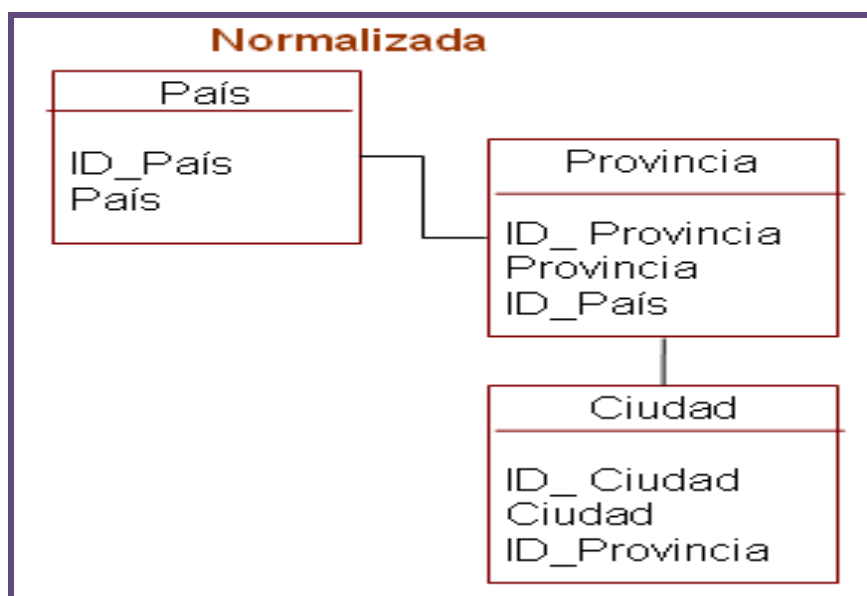 Normalizada
País
ID_País
País
Provincia
ID_ Provincia
Provincia
ID_País
Ciudad
ID_ Ciudad
Ciudad
ID_Provincia